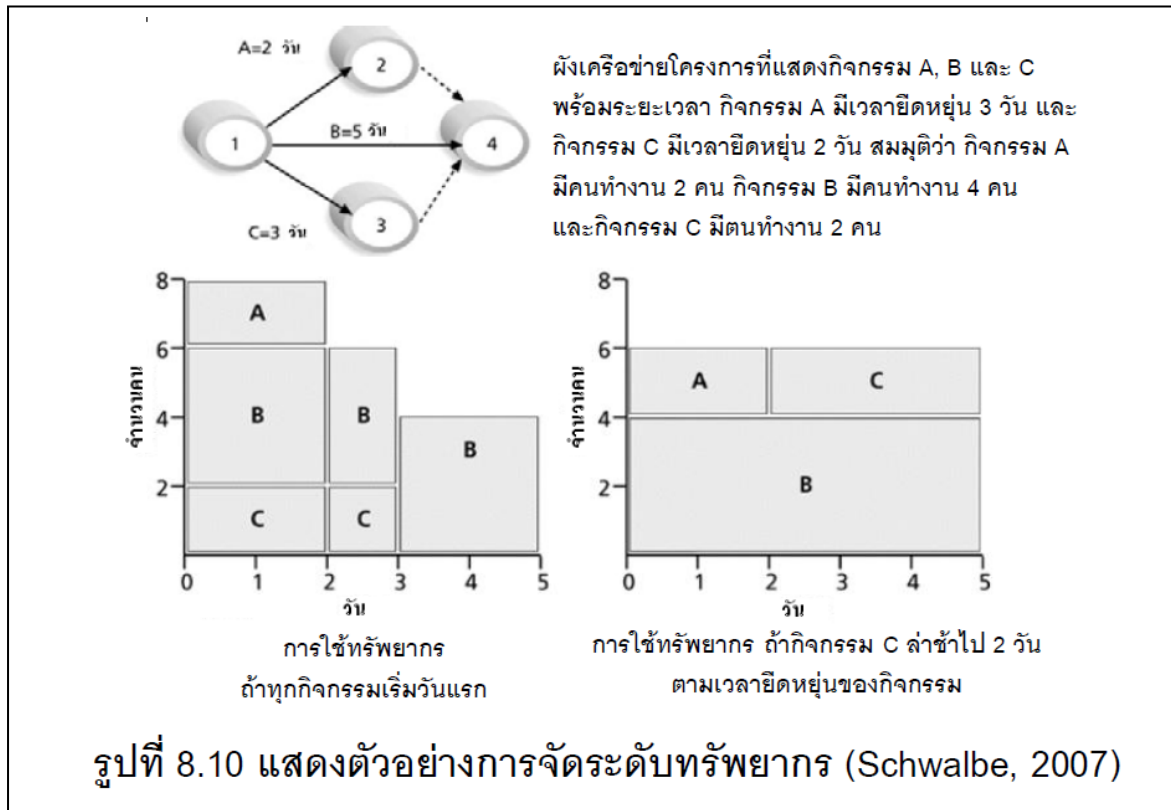 A=2 วัน
2
1
B=5 วัน
4
C=3 วัน
3
ผังเครือข่ายโครงการที่แสดงกิจกรรม A, B และ C
พร้อมระยะเวลา กิจกรรม A มีเวลายืดหยุ่น 3 วัน และ
กิจกรรม C มีเวลายืดหยุ่น 2 วัน สมมุติว่า กิจกรรม A
มีคนทำงาน 2 คน กิจกรรม B มีคนทำงาน 4 คน
และกิจกรรม C มีตนทำงาน 2 คน
8
6
4
2
จำนวนคน
A
B
B
B
C
C
0 1 2 3 4 5
วัน
การใช้ทรัพยากร
ถ้าทุกกิจกรรมเริ่มวันแรก
8
6
4
2
จำนวนคน
A
C
B
0 1 2 3 4 5
วัน
การใช้ทรัพยากร ถ้ากิจกรรม C ล่าช้าไป 2 วัน
ตามเวลายืดหยุ่นของกิจกรรม
รูปที่ 8.10 แสดงตัวอย่างการจัดระดับทรัพยากร (Schwalbe, 2007)